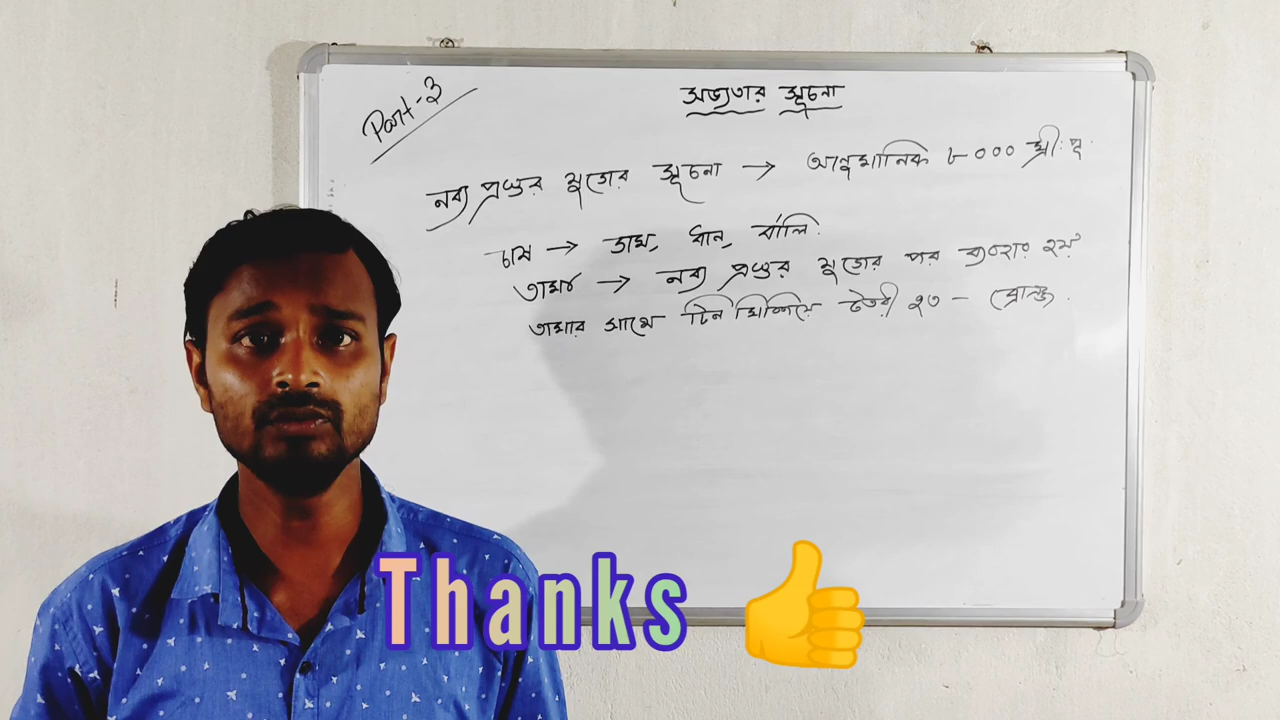 Part-3
সভ্যতার সূচনা
নব্য প্রস্তর যুগের সূচনা → আনুমানিক ৮০০০ খ্রীঃ পূ.
চাষ → গম, ধান, বার্লি.
তামা → নব্য প্রস্তর যুগের পর ব্যবহার হয়
তামার সাথে টিন মিশিয়ে তৈরী হত - ব্রোঞ্জ.
Thanks 👍